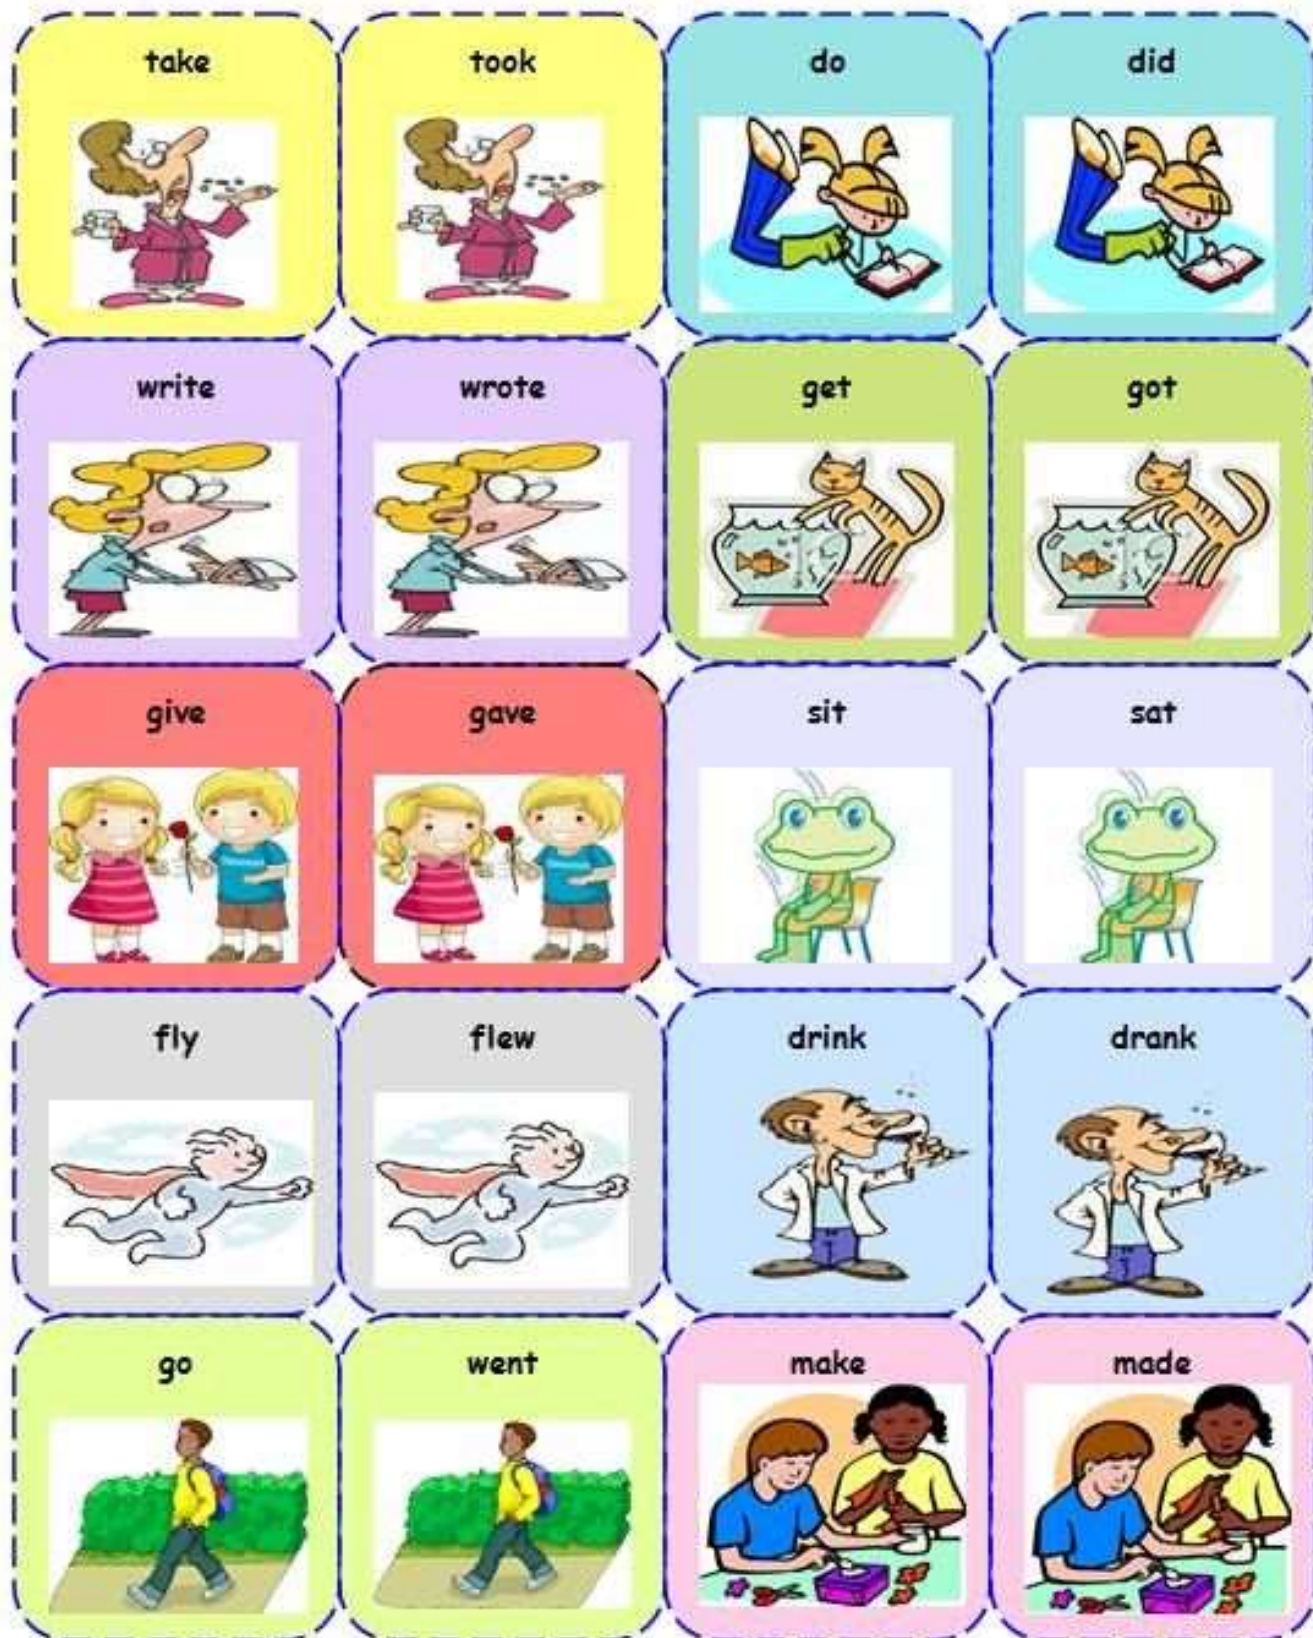 take took do did
write wrote get got
give gave sit sat
fly flew drink drank
go went make made